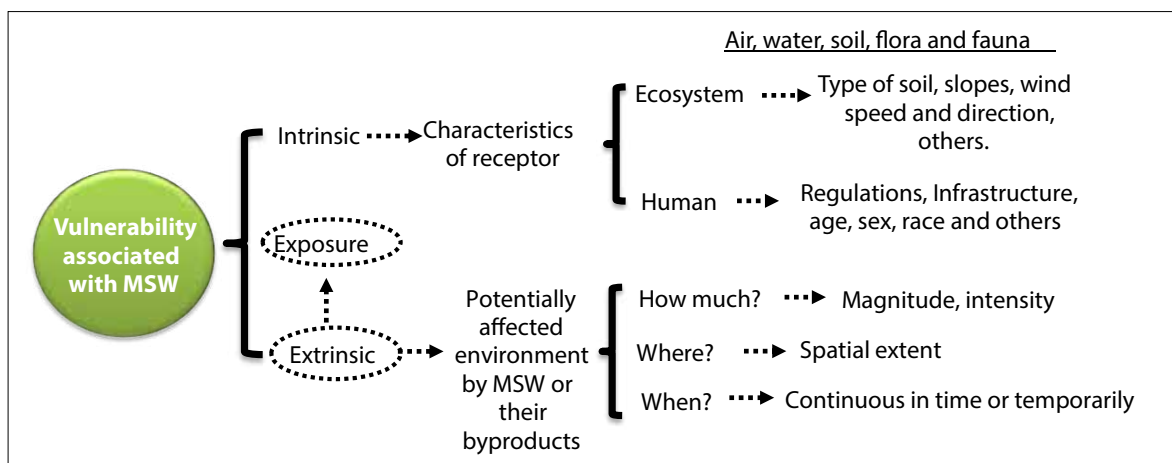 Air, water, soil, flora and fauna
Ecosystem
Type of soil, slopes, wind
speed and direction,
others.
Intrinsic
Characteristics
of receptor
Human
Regulations, Infrastructure,
age, sex, race and others
Vulnerability
associated
with MSW
Exposure
Extrinsic
Potentially
affected
environment
by MSW or
their
byproducts
How much?
Magnitude, intensity
Where?
Spatial extent
When?
Continuous in time or temporarily